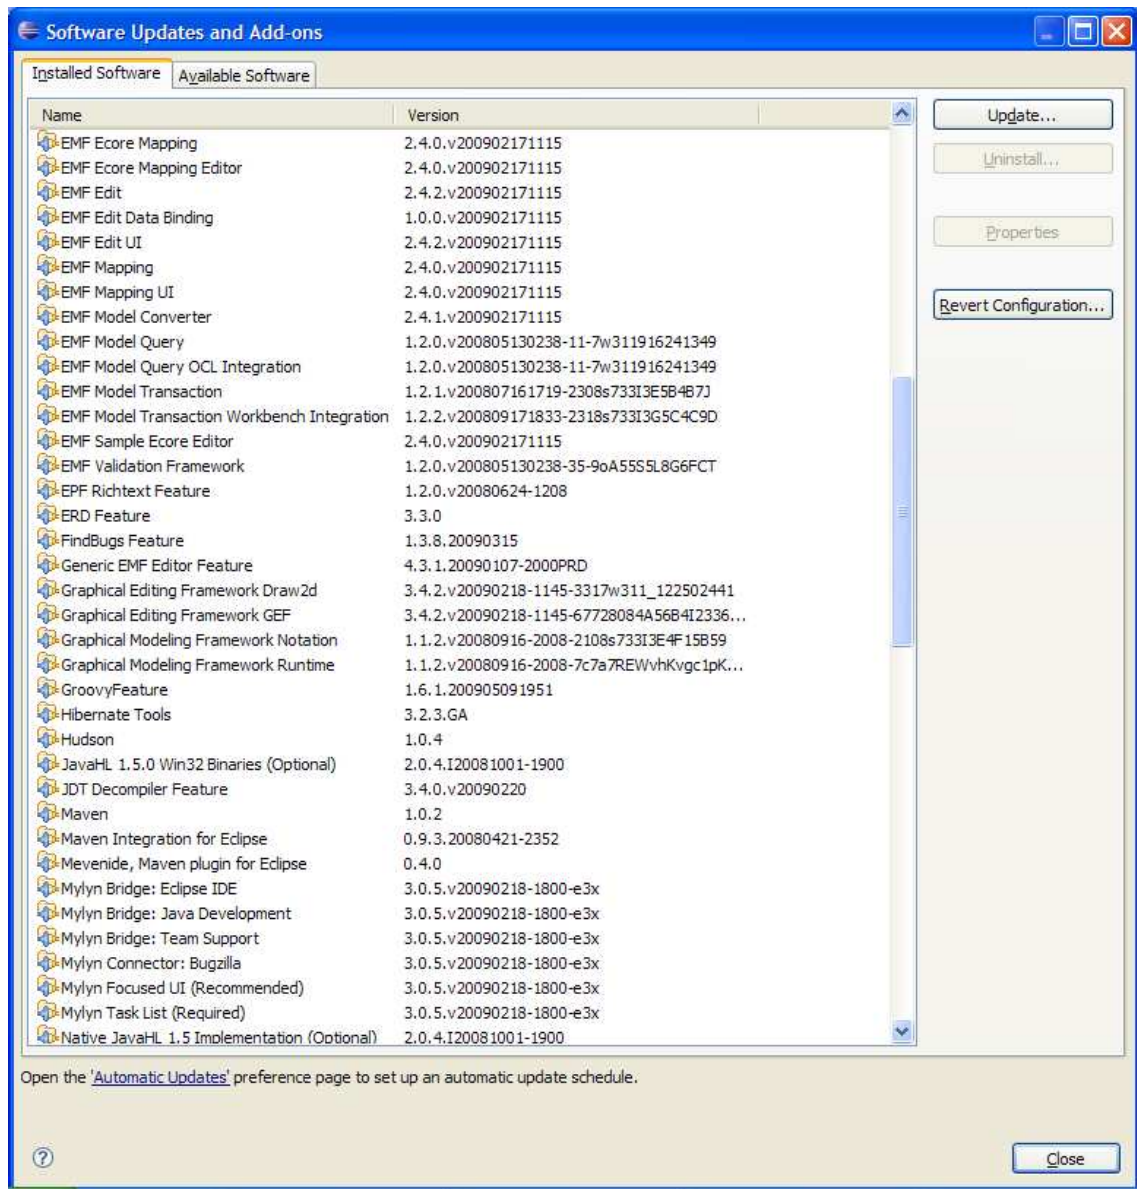 Software Updates and Add-ons
Installed Software Available Software
Name Version
EMF Ecore Mapping 2.4.0.v200902171115
EMF Ecore Mapping Editor 2.4.0.v200902171115
EMF Edit 2.4.2.v200902171115
EMF Edit Data Binding 1.0.0.v200902171115
EMF Edit UI 2.4.2.v200902171115
EMF Mapping 2.4.0.v200902171115
EMF Mapping UI 2.4.0.v200902171115
EMF Model Converter 2.4.1.v200902171115
EMF Model Query 1.2.0.v200805130238-11-7w311916241349
EMF Model Query OCL Integration 1.2.0.v200805130238-11-7w311916241349
EMF Model Transaction 1.2.1.v200807161719-2308s733I3E5B4B7J
EMF Model Transaction Workbench Integration 1.2.2.v200809171833-2318s733I3G5C4C9D
EMF Sample Ecore Editor 2.4.0.v200902171115
EMF Validation Framework 1.2.0.v200805130238-35-9oA55S5L8G6FCT
EPF Richtext Feature 1.2.0.v20080624-1208
ERD Feature 3.3.0
FindBugs Feature 1.3.8.20090315
Generic EMF Editor Feature 4.3.1.20090107-2000PRD
Graphical Editing Framework Draw2d 3.4.2.v20090218-1145-3317w311_122502441
Graphical Editing Framework GEF 3.4.2.v20090218-1145-67728084A56B4I2336...
Graphical Modeling Framework Notation 1.1.2.v20080916-2008-2108s733I3E4F15B59
Graphical Modeling Framework Runtime 1.1.2.v20080916-2008-7c7a7REWvhKvgc1pK...
GroovyFeature 1.6.1.200905091951
Hibernate Tools 3.2.3.GA
Hudson 1.0.4
JavaHL 1.5.0 Win32 Binaries (Optional) 2.0.4.I20081001-1900
JDT Decompiler Feature 3.4.0.v20090220
Maven 1.0.2
Maven Integration for Eclipse 0.9.3.20080421-2352
Mevenide, Maven plugin for Eclipse 0.4.0
Mylyn Bridge: Eclipse IDE 3.0.5.v20090218-1800-e3x
Mylyn Bridge: Java Development 3.0.5.v20090218-1800-e3x
Mylyn Bridge: Team Support 3.0.5.v20090218-1800-e3x
Mylyn Connector: Bugzilla 3.0.5.v20090218-1800-e3x
Mylyn Focused UI (Recommended) 3.0.5.v20090218-1800-e3x
Mylyn Task List (Required) 3.0.5.v20090218-1800-e3x
Native JavaHL 1.5 Implementation (Optional) 2.0.4.I20081001-1900
Update...
Uninstall...
Properties
Revert Configuration...
Open the 'Automatic Updates' preference page to set up an automatic update schedule.
?
Close